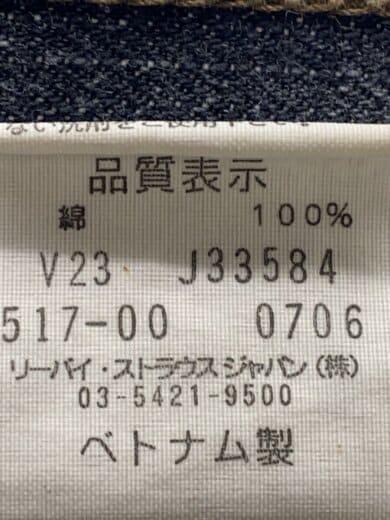 品質表示
綿 100%
V23 J33584
517-00 0706
リーバイ・ストラウスジャパン(株)
03-5421-9500
ベトナム製